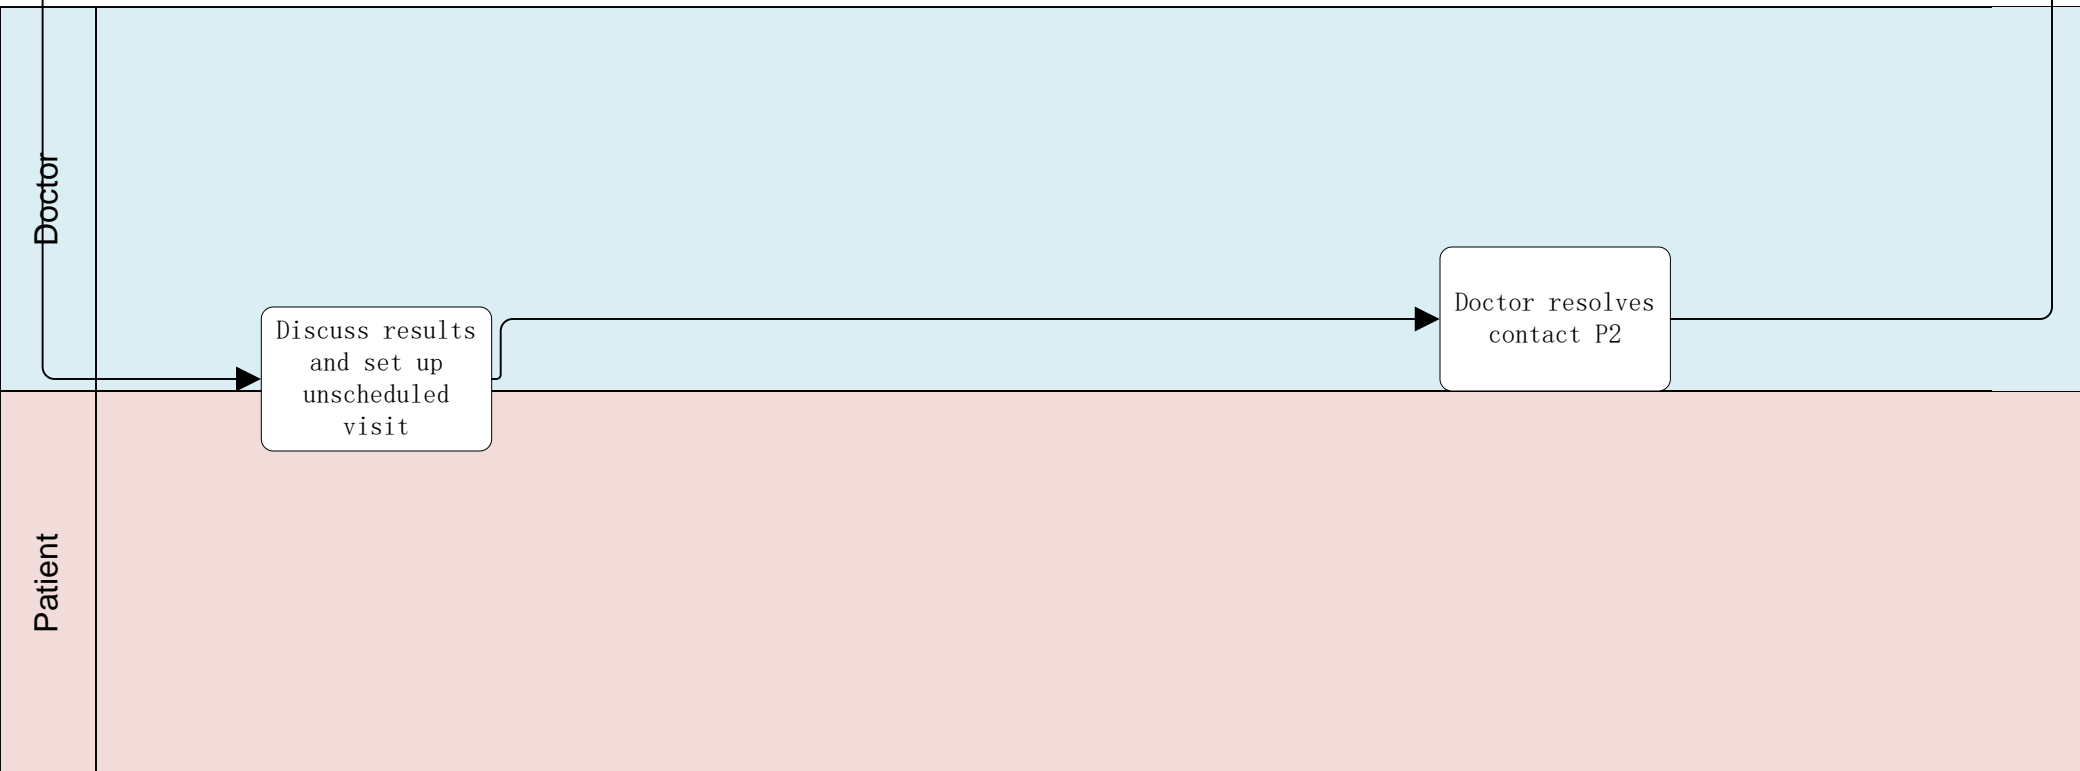 Doctor
Discuss results
and set up
unscheduled
visit
Doctor resolves
contact P2
Patient